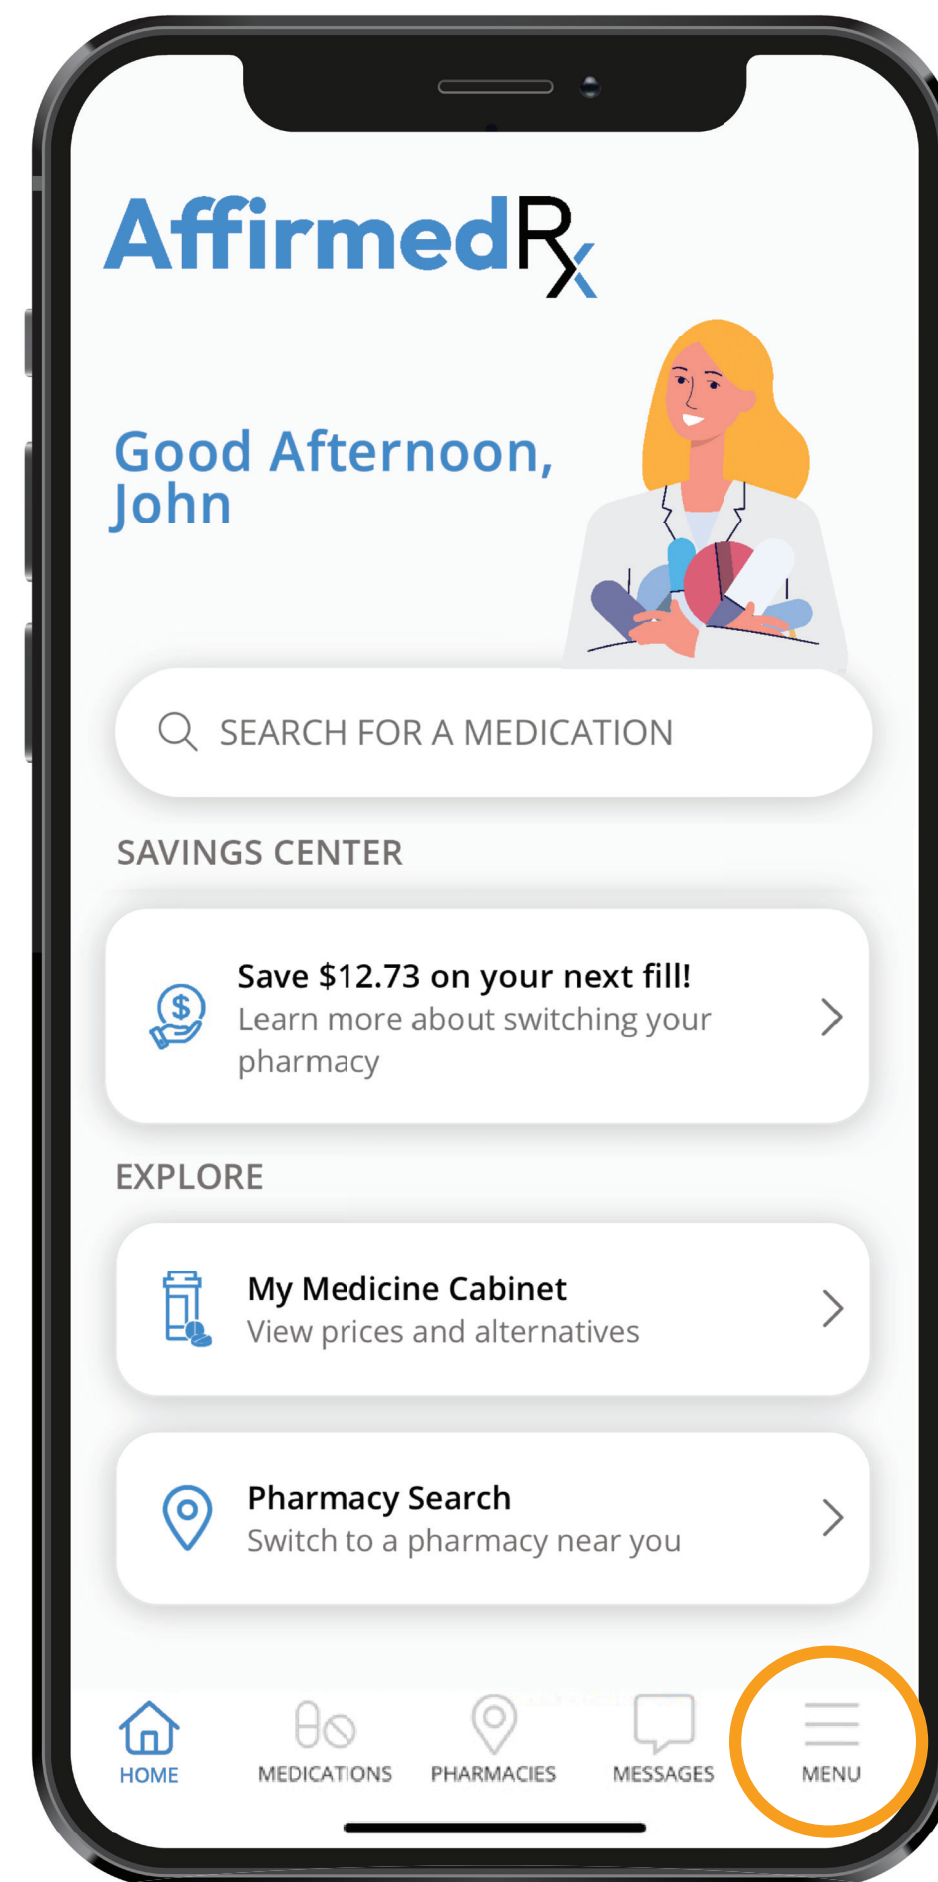 AffirmedRx
Good Afternoon,
John
SEARCH FOR A MEDICATION
SAVINGS CENTER
Save $12.73 on your next fill!
Learn more about switching your
pharmacy
EXPLORE
My Medicine Cabinet
View prices and alternatives
Pharmacy Search
Switch to a pharmacy near you
HOME MEDICATIONS PHARMACIES MESSAGES MENU